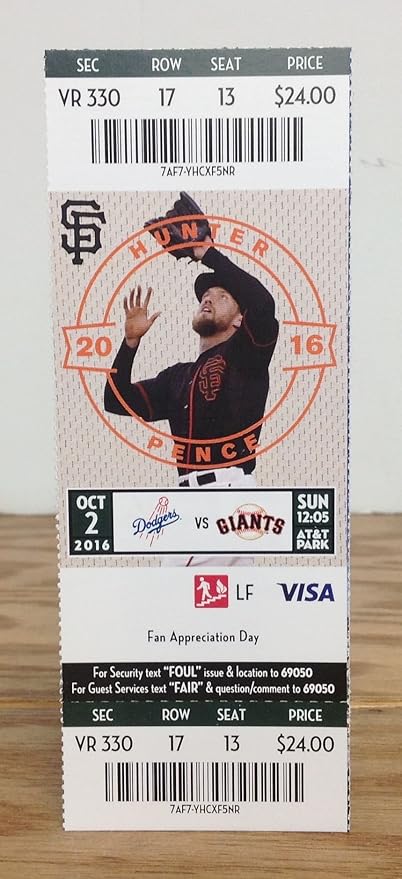 SEC ROW SEAT PRICE
VR 330 17 13 $24.00
7AF7-YHCXF5NR
SF
HUNTER
20 16
PENCE
SF
OCT
2
2016
Dodgers VS GIANTS
SUN
12:05
AT&T
PARK
LF VISA
Fan Appreciation Day
For Security text "FOUL" issue & location to 69050
For Guest Services text "FAIR" & question/comment to 69050
SEC ROW SEAT PRICE
VR 330 17 13 $24.00
7AF7-YHCXF5NR